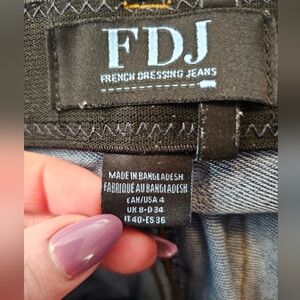 FDJ
FRENCH DRESSING JEANS
MADE IN BANGLADESH
FABRIQUÉ AU BANGLADESH
CAN/USA 4
UK 8·D 34
IT 40·ES 36